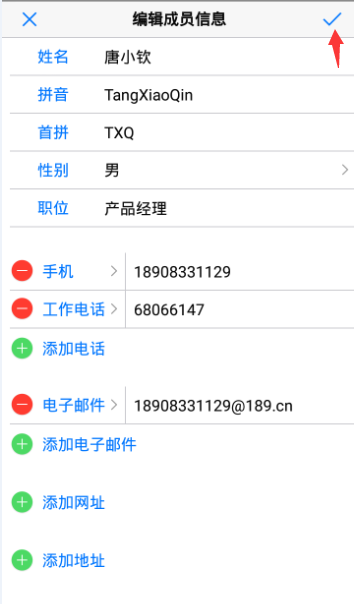 编辑成员信息
姓名 唐小钦
拼音 TangXiaoQin
首拼 TXQ
性别 男
职位 产品经理
手机 18908331129
工作电话 68066147
添加电话
电子邮件 18908331129@189.cn
添加电子邮件
添加网址
添加地址